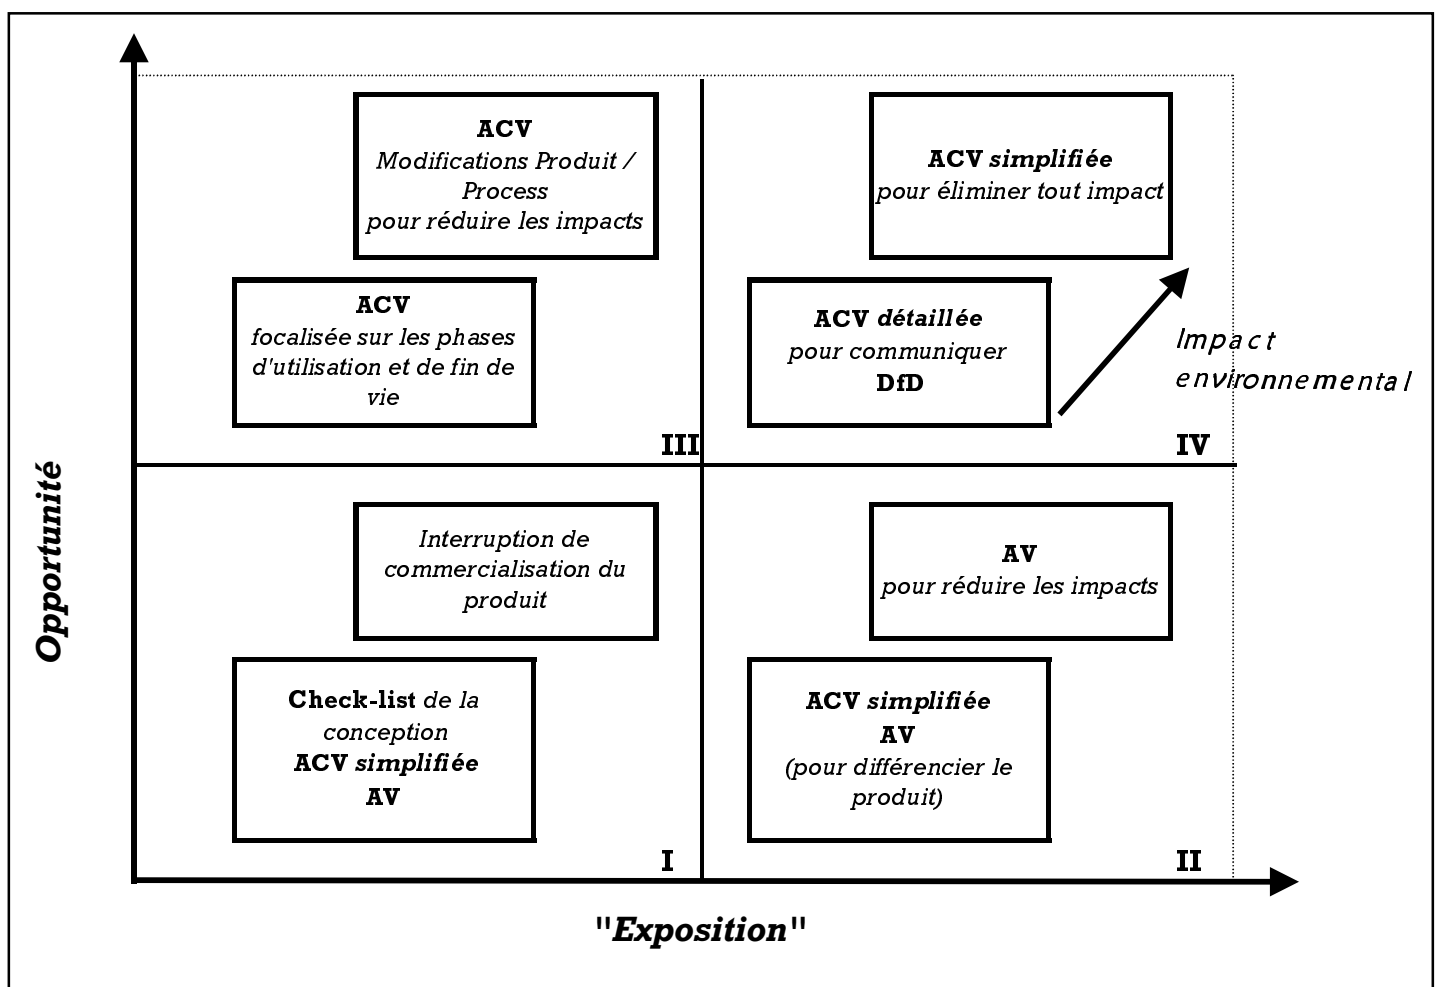 ACV
Modifications Produit /
Process
pour réduire les impacts
ACV simplifiée
pour éliminer tout impact
ACV
focalisée sur les phases
d'utilisation et de fin de
vie
ACV détaillée
pour communiquer
DfD
Impact
environnemental
III
IV
Opportunité
Interruption de
commercialisation du
produit
AV
pour réduire les impacts
Check-list de la
conception
ACV simplifiée
AV
ACV simplifiée
AV
(pour différencier le
produit)
I
II
"Exposition"